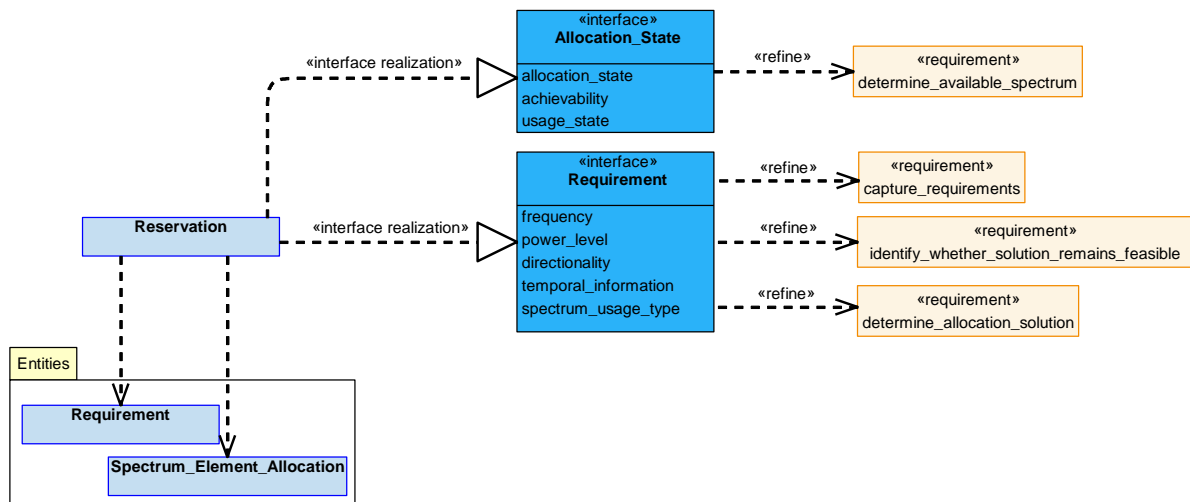 «interface»
Allocation_State
allocation_state
achievability
usage_state
«interface realization»
«refine»
«requirement»
determine_available_spectrum
«interface»
Requirement
frequency
power_level
directionality
temporal_information
spectrum_usage_type
«refine»
«requirement»
capture_requirements
Reservation
«interface realization»
«refine»
«requirement»
identify_whether_solution_remains_feasible
«refine»
«requirement»
determine_allocation_solution
Entities
Requirement
Spectrum_Element_Allocation